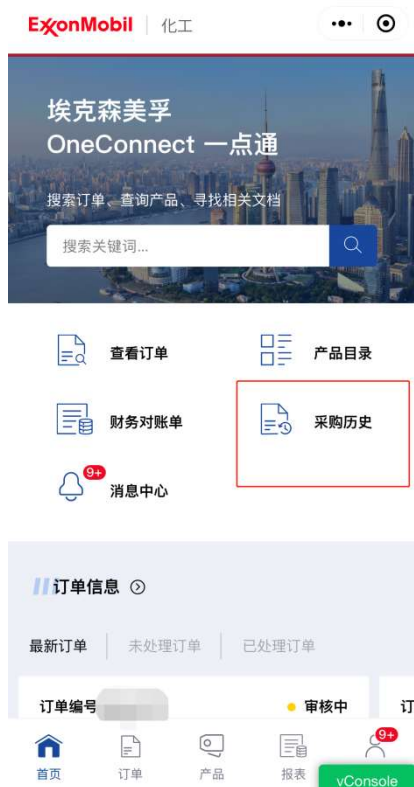 ExxonMobil 化工
埃克森美孚
OneConnect 一点通
搜索订单、查询产品、寻找相关文档
搜索关键词...
查看订单
产品目录
财务对账单
采购历史
9+
消息中心
订单信息
最新订单 未处理订单 已处理订单
订单编号 审核中 订
9+
首页 订单 产品 报表
vConsole